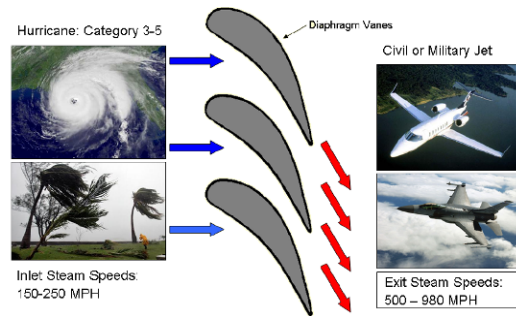 Hurricane: Category 3-5
Diaphragm Vanes
Civil or Military Jet
Inlet Steam Speeds:
150-250 MPH
Exit Steam Speeds:
500 – 980 MPH